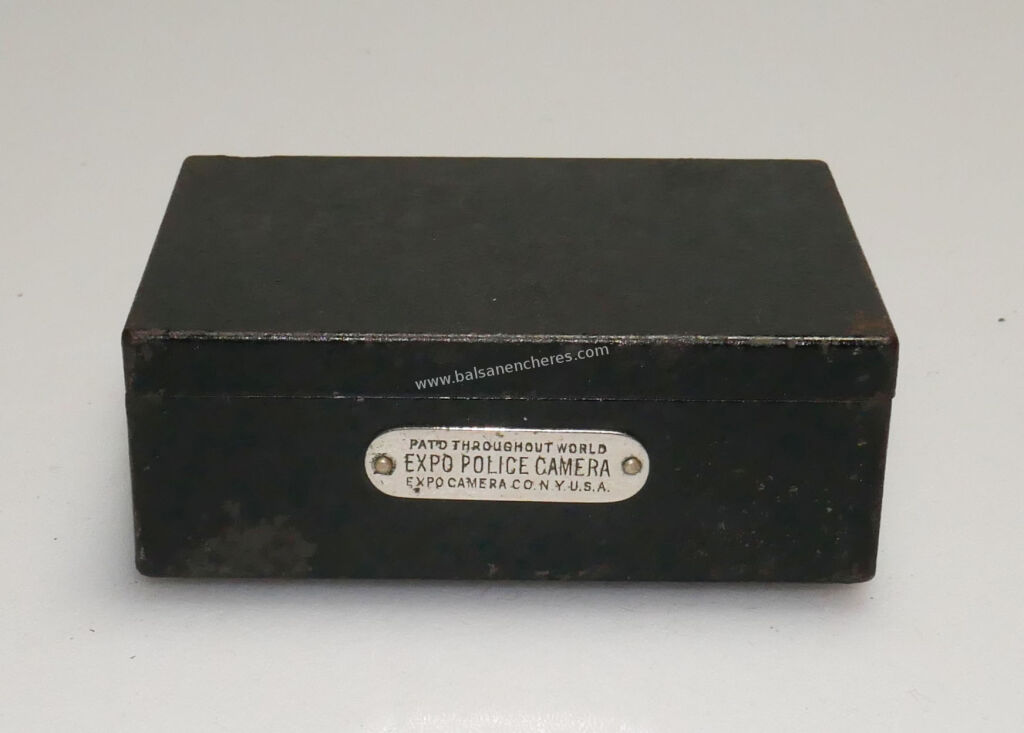 www.balsanencheres.com
PAT'D THROUGHOUT WORLD
EXPO POLICE CAMERA
EXPO CAMERA CO. N.Y. U.S.A.